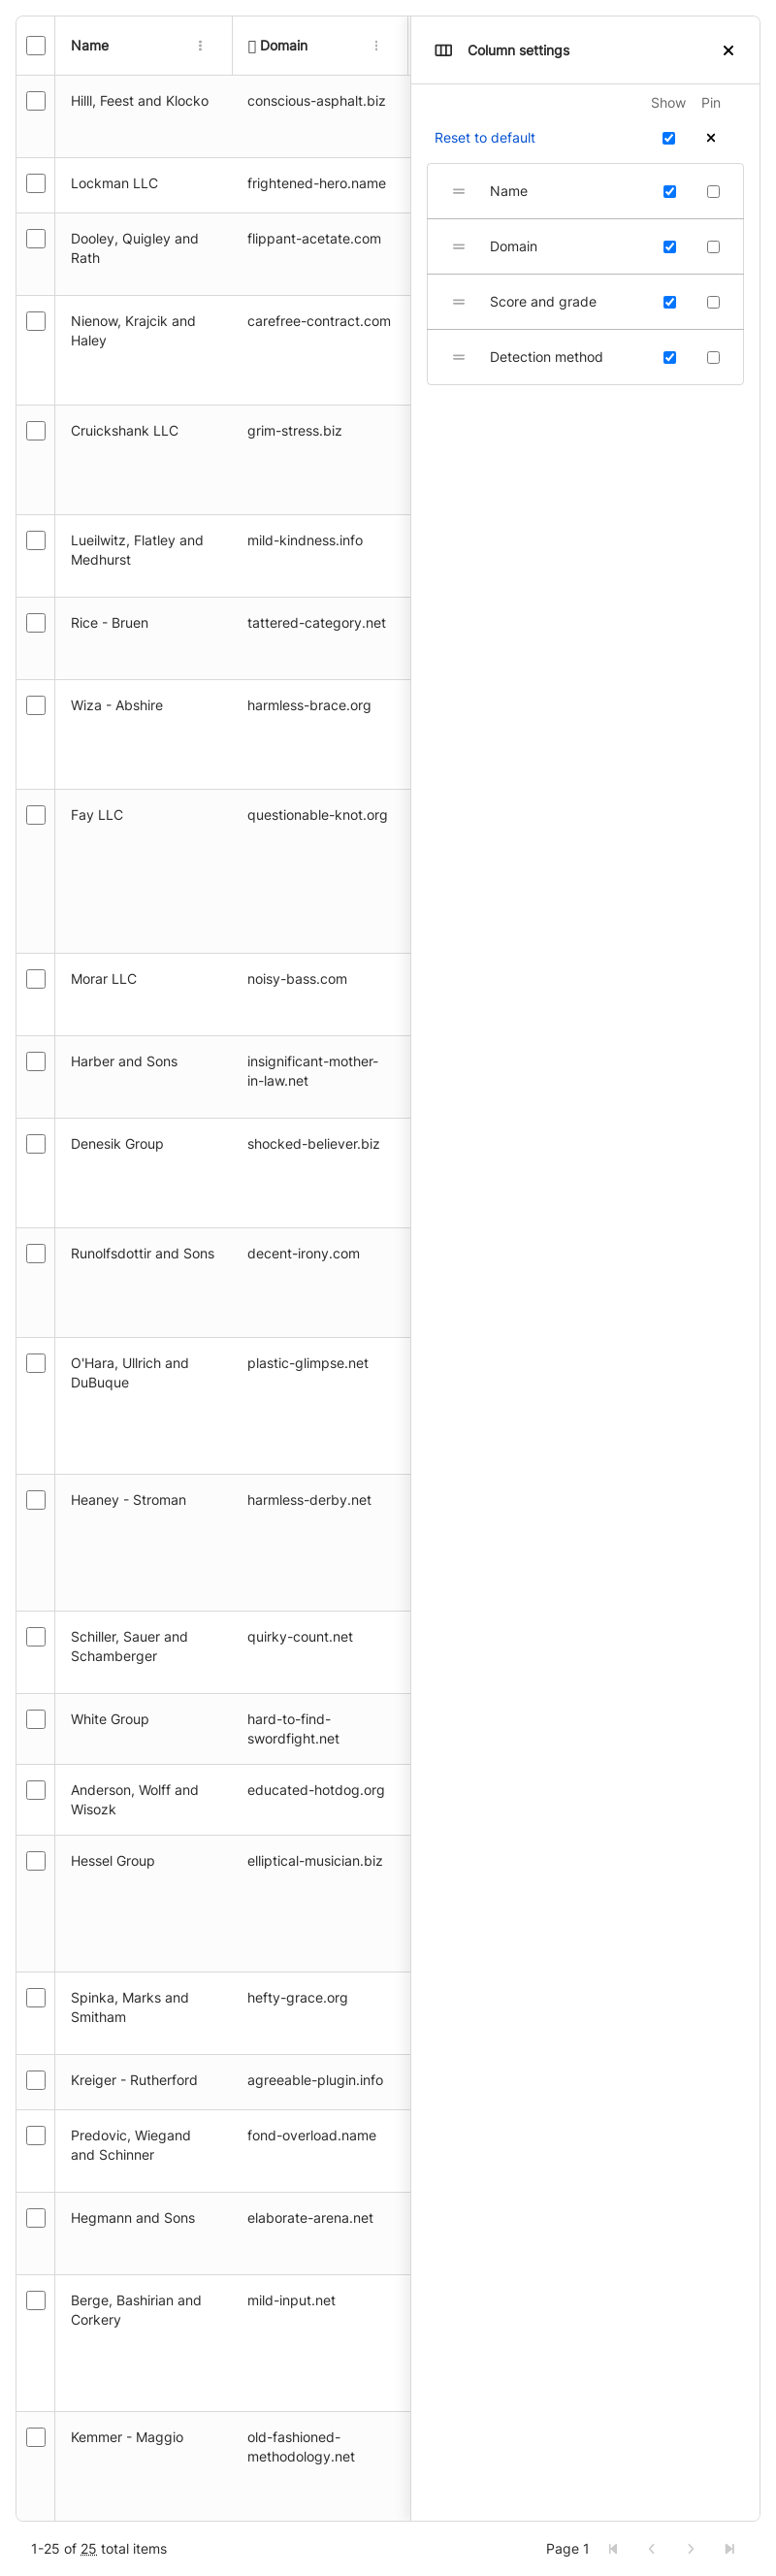 Name
Domain
Column settings
Show Pin
Reset to default
Name
Domain
Score and grade
Detection method
Hilll, Feest and Klocko conscious-asphalt.biz
Lockman LLC frightened-hero.name
Dooley, Quigley and
Rath
flippant-acetate.com
Nienow, Krajcik and
Haley
carefree-contract.com
Cruickshank LLC grim-stress.biz
Lueilwitz, Flatley and
Medhurst
mild-kindness.info
Rice - Bruen tattered-category.net
Wiza - Abshire harmless-brace.org
Fay LLC questionable-knot.org
Morar LLC noisy-bass.com
Harber and Sons
insignificant-mother-
in-law.net
Denesik Group shocked-believer.biz
Runolfsdottir and Sons decent-irony.com
O'Hara, Ullrich and
DuBuque
plastic-glimpse.net
Heaney - Stroman harmless-derby.net
Schiller, Sauer and
Schamberger
quirky-count.net
White Group
hard-to-find-
swordfight.net
Anderson, Wolff and
Wisozk
educated-hotdog.org
Hessel Group elliptical-musician.biz
Spinka, Marks and
Smitham
hefty-grace.org
Kreiger - Rutherford agreeable-plugin.info
Predovic, Wiegand
and Schinner
fond-overload.name
Hegmann and Sons elaborate-arena.net
Berge, Bashirian and
Corkery
mild-input.net
Kemmer - Maggio
old-fashioned-
methodology.net
1-25 of 25 total items
Page 1